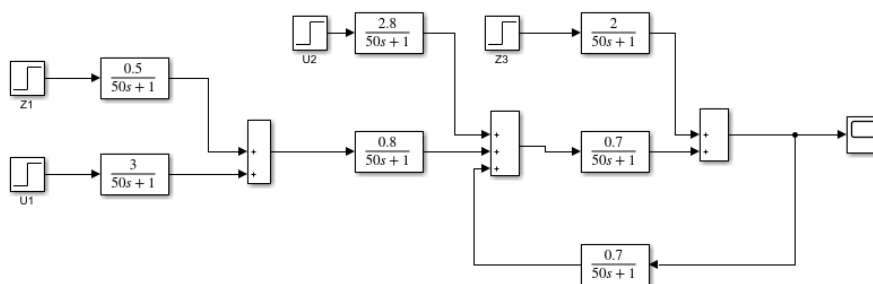 2.8
50s + 1
U2
2
50s + 1
Z3
0.5
50s + 1
Z1
3
50s + 1
U1
+
+
0.8
50s + 1
+
+
+
0.7
50s + 1
+
+
0.7
50s + 1